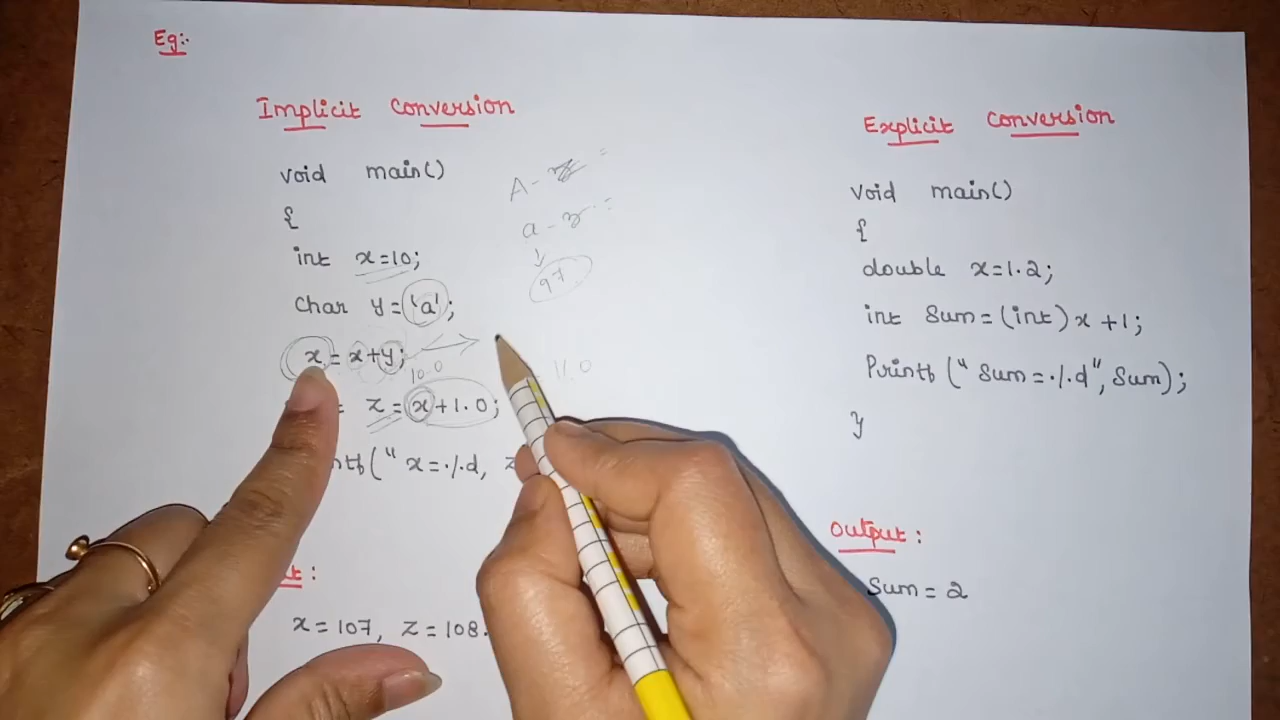 Eg:-
Implicit Conversion
void main()
{
int x=10;
Char y='a';
x=x+y;
10.0
z=x+1.0;
ntf("x=%d, z
x=107, z=108.
A-
a-z
97
11.0
Explicit Conversion
void main()
{
double x=1.2;
int Sum=(int)x+1;
Printf("Sum=%d",Sum);
}
Output:
Sum=2